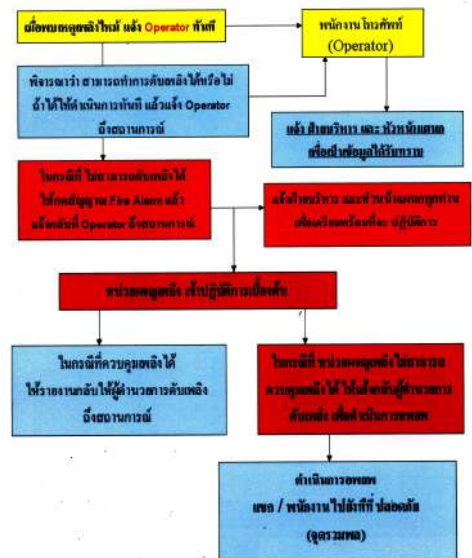 เมื่อพบเหตุเพลิงไหม้ แจ้ง Operator ทันที
พนักงานโทรศัพท์
(Operator)
พิจารณาว่า สามารถทำการดับเพลิงได้หรือไม่
ถ้าได้ให้ดำเนินการทันที แล้วแจ้ง Operator
ถึงสถานการณ์
แจ้ง ฝ่ายบริหาร และ หัวหน้าแผนก
เพื่อเป็นข้อมูลได้รับทราบ
ในกรณีที่ ไม่สามารถดับเพลิงได้
ให้กดสัญญาณ Fire Alarm แล้ว
แจ้งกลับที่ Operator ถึงสถานการณ์
แจ้งฝ่ายบริหาร และหัวหน้าแผนกทุกท่าน
เพื่อเตรียมพร้อมที่จะ ปฏิบัติการ
หน่วยผจญเพลิง เข้าปฏิบัติการเบื้องต้น
ในกรณีที่ควบคุมเพลิงได้
ให้รายงานกลับ ให้ผู้อำนวยการดับเพลิง
ถึงสถานการณ์
ในกรณีที่ หน่วยผจญเพลิงไม่สามารถ
ควบคุมเพลิงได้ ให้แจ้งกลับผู้อำนวยการ
ดับเพลิง เพื่อดำเนินการอพยพ
ดำเนินการอพยพ
แขก / พนักงาน ไปยังที่ที่ ปลอดภัย
(จุดรวมพล)